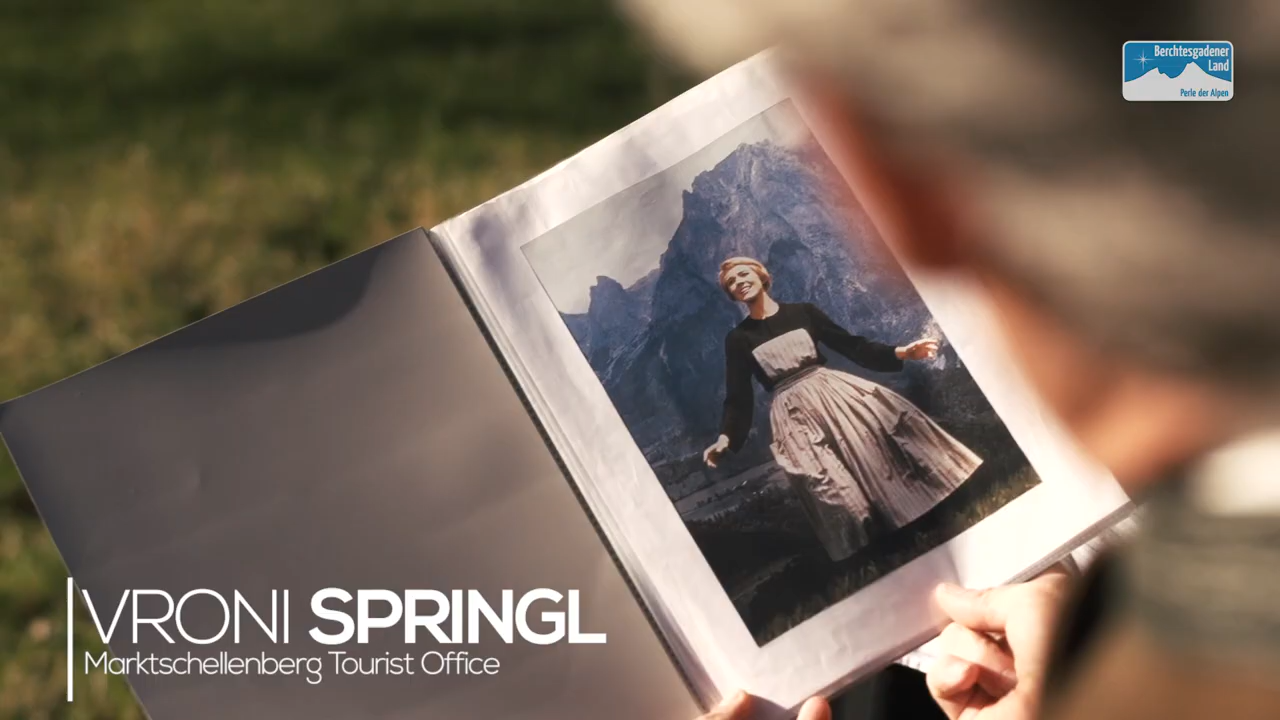 Berchtesgadener
Land
Perle der Alpen
VRONI SPRINGL
Marktschellenberg Tourist Office